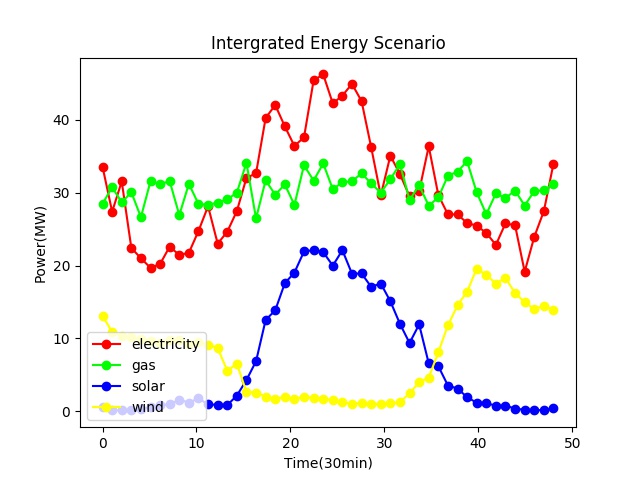 Intergrated Energy Scenario
Power(MW)
40
30
20
10
0
electricity
gas
solar
wind
0 10 20 30 40 50
Time(30min)